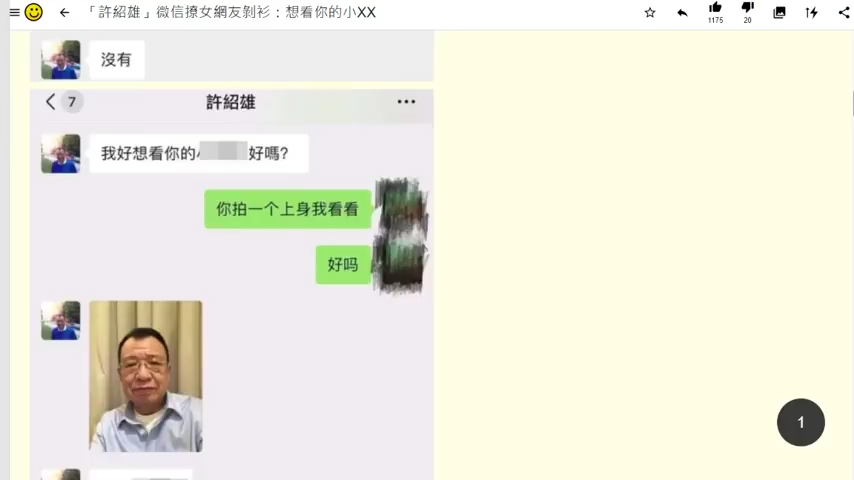 「許紹雄」微信撩女網友剝衫：想看你的小XX
1175
20
沒有
7
許紹雄
我好想看你的 好嗎?
你拍一个上身我看看
好吗
1